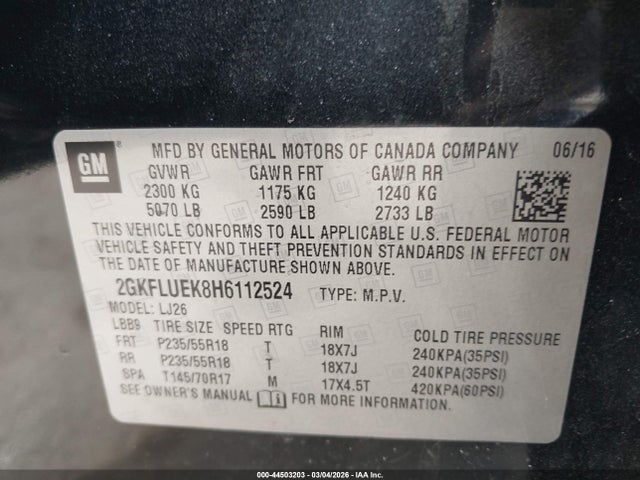 GM
MFD BY GENERAL MOTORS OF CANADA COMPANY 06/16
GVWR GAWR FRT GAWR RR
2300 KG 1175 KG 1240 KG
5070 LB 2590 LB 2733 LB
THIS VEHICLE CONFORMS TO ALL APPLICABLE U.S. FEDERAL MOTOR
VEHICLE SAFETY AND THEFT PREVENTION STANDARDS IN EFFECT ON
THE DATE OF MANUFACTURE SHOWN ABOVE.
2GKFLUEK8H6112524 TYPE: M.P.V.
MODEL: LJ26
LBB9 TIRE SIZE SPEED RTG RIM COLD TIRE PRESSURE
FRT P235/55R18 T 18X7J 240KPA(35PSI)
RR P235/55R18 T 18X7J 240KPA(35PSI)
SPA T145/70R17 M 17X4.5T 420KPA(60PSI)
SEE OWNER'S MANUAL FOR MORE INFORMATION.
000-44503203 - 03/04/2026 - IAA Inc.